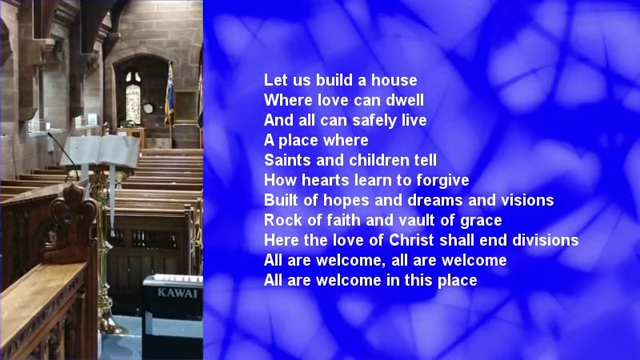 Let us build a house
Where love can dwell
And all can safely live
A place where
Saints and children tell
How hearts learn to forgive
Built of hopes and dreams and visions
Rock of faith and vault of grace
Here the love of Christ shall end divisions
All are welcome, all are welcome
All are welcome in this place
KAWAI